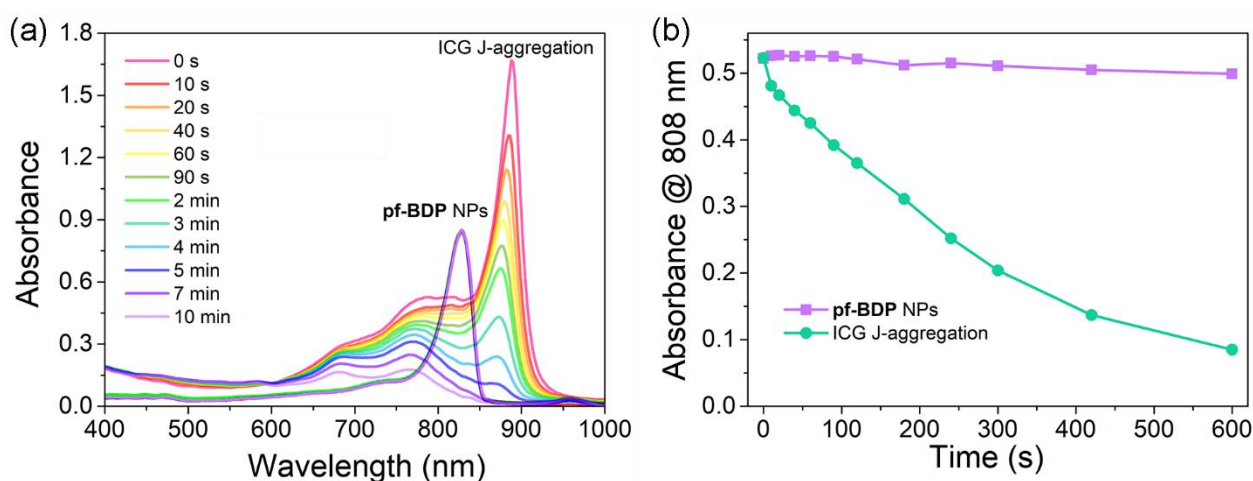 (a)
Absorbance
1.8
1.5
1.2
0.9
0.6
0.3
0.0
ICG J-aggregation
0 s
10 s
20 s
40 s
60 s
90 s
2 min
3 min
4 min
5 min
7 min
10 min
pf-BDP NPs
400 500 600 700 800 900 1000
Wavelength (nm)
(b)
Absorbance @ 808 nm
0.5
0.4
0.3
0.2
0.1
0.0
pf-BDP NPs
ICG J-aggregation
0 100 200 300 400 500 600
Time (s)